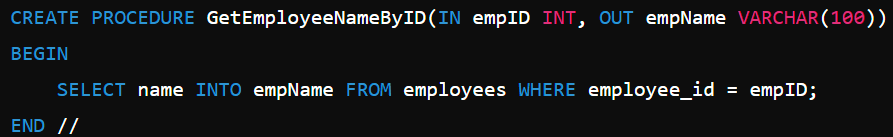 CREATE PROCEDURE GetEmployeeNameByID(IN empID INT, OUT empName VARCHAR(100))
BEGIN
    SELECT name INTO empName FROM employees WHERE employee_id = empID;
END //